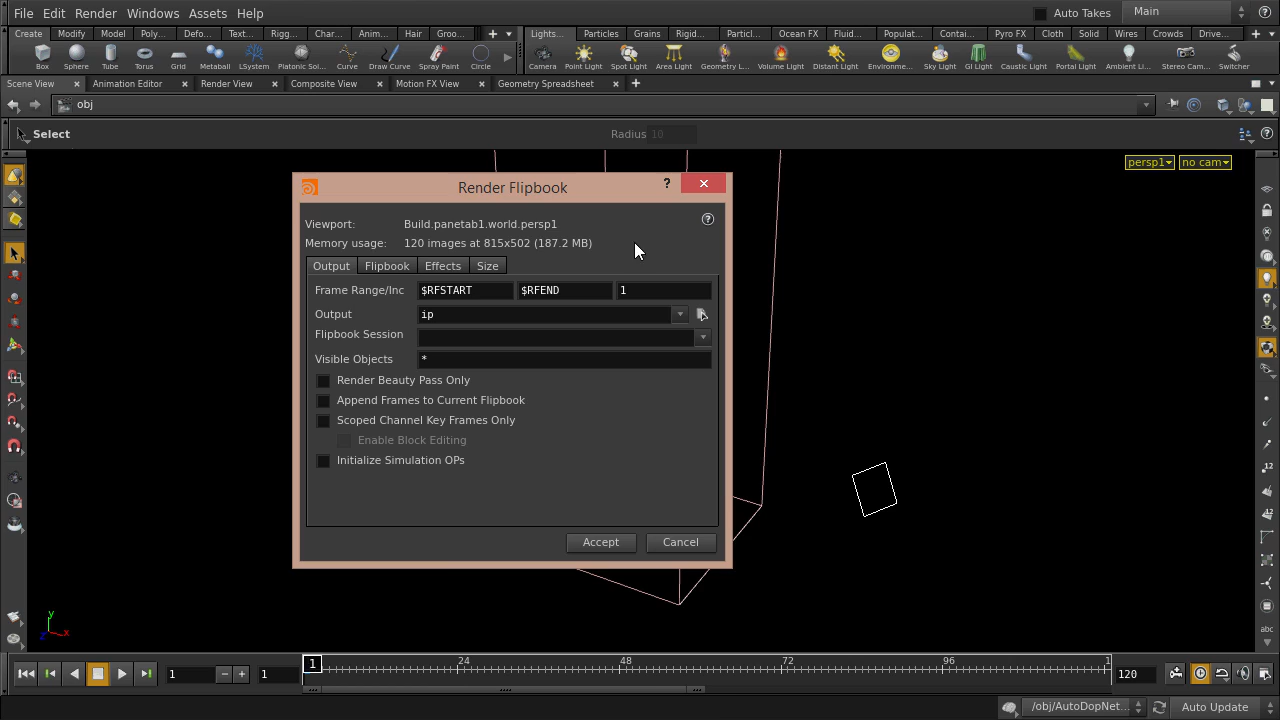 File Edit Render Windows Assets Help
Auto Takes Main
Create Modify Model Poly... Defo... Text... Rigg... Char... Anim... Hair Groo...
Lights... Particles Grains Rigid... Particl... Ocean FX Fluid... Populat... Contai... Pyro FX Cloth Solid Wires Crowds Drive...
Box Sphere Tube Torus Grid Metaball LSystem Platonic Sol... Curve Draw Curve Spray Paint Circle
Camera Point Light Spot Light Area Light Geometry L... Volume Light Distant Light Environme... Sky Light GI Light Caustic Light Portal Light Ambient Li... Stereo Cam... Switcher
Scene View Animation Editor Render View Composite View Motion FX View Geometry Spreadsheet
obj
Select Radius 10
persp1 no cam
Render Flipbook
Viewport: Build.panetab1.world.persp1
Memory usage: 120 images at 815x502 (187.2 MB)
Output Flipbook Effects Size
Frame Range/Inc $RFSTART $RFEND 1
Output ip
Flipbook Session
Visible Objects *
Render Beauty Pass Only
Append Frames to Current Flipbook
Scoped Channel Key Frames Only
Enable Block Editing
Initialize Simulation OPs
Accept Cancel
12
12
abc
y
z x
1 24 48 72 96 1
1 1 120
/obj/AutoDopNet... Auto Update